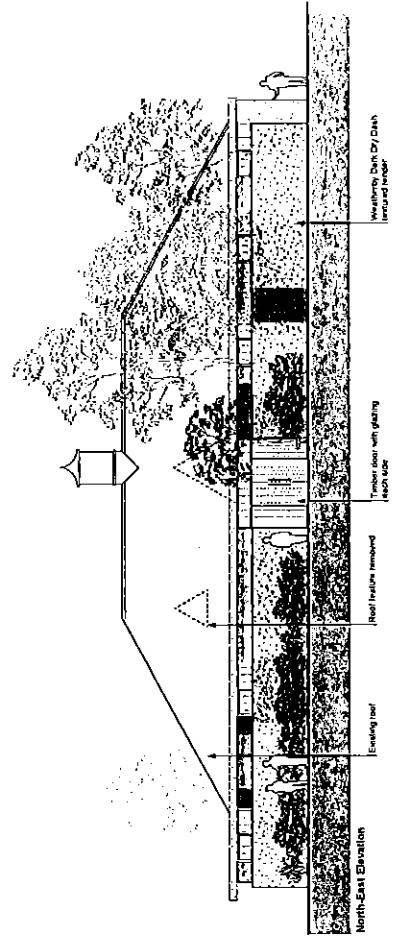 Existing roof
Roof feature removed
Timber door with glazing
each side
Weatherby Dark Dry Dash
textured render
North-East Elevation